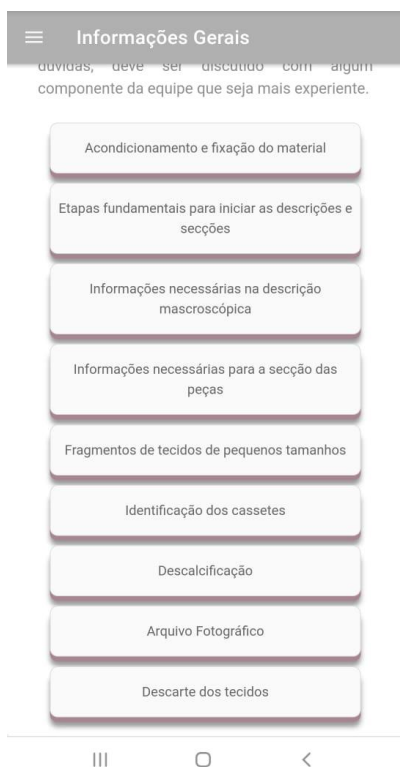 Informações Gerais
dúvidas, deve ser discutido com algum
componente da equipe que seja mais experiente.
Acondicionamento e fixação do material
Etapas fundamentais para iniciar as descrições e
secções
Informações necessárias na descrição
mascroscópica
Informações necessárias para a secção das
peças
Fragmentos de tecidos de pequenos tamanhos
Identificação dos cassetes
Descalcificação
Arquivo Fotográfico
Descarte dos tecidos